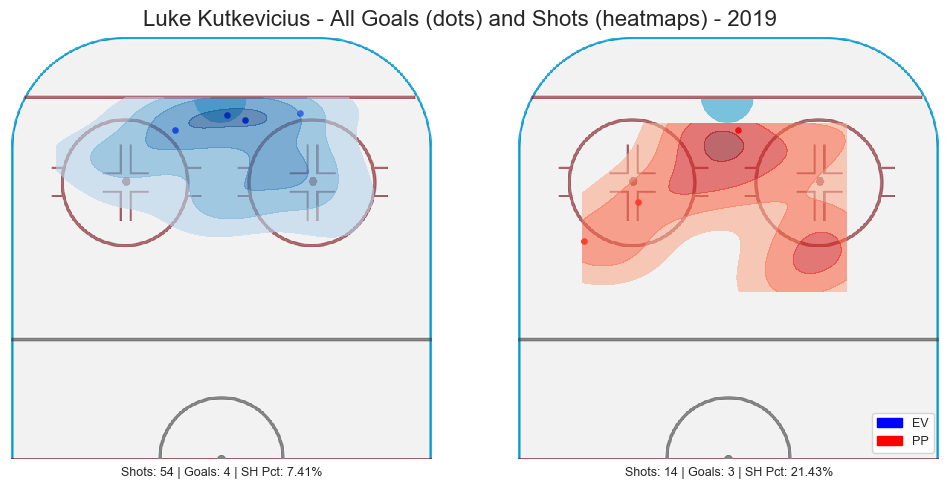 Luke Kutkevicius - All Goals (dots) and Shots (heatmaps) - 2019
EV
PP
Shots: 54 | Goals: 4 | SH Pct: 7.41%
Shots: 14 | Goals: 3 | SH Pct: 21.43%